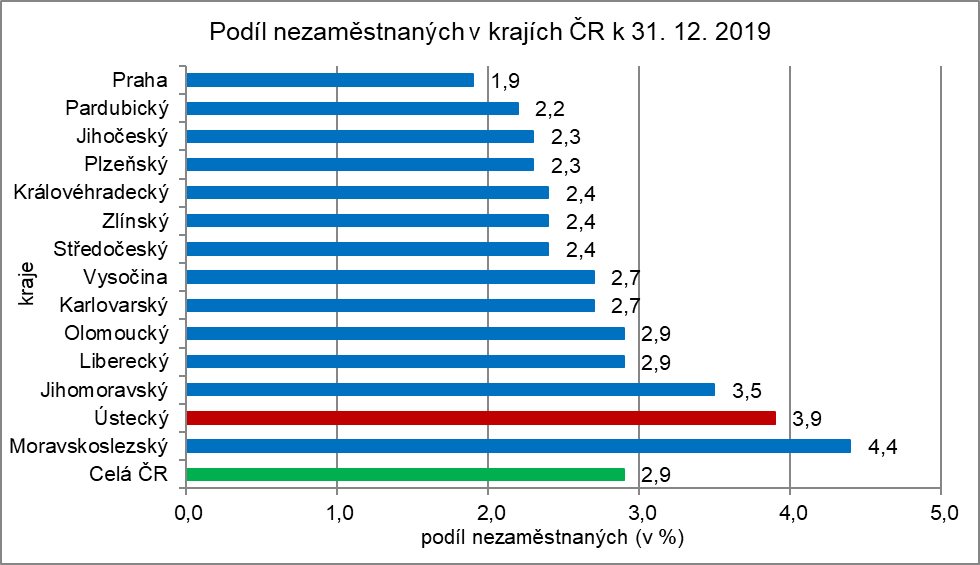 Podíl nezaměstnaných v krajích ČR k 31. 12. 2019
kraje
Praha 1,9
Pardubický 2,2
Jihočeský 2,3
Plzeňský 2,3
Královéhradecký 2,4
Zlínský 2,4
Středočeský 2,4
Vysočina 2,7
Karlovarský 2,7
Olomoucký 2,9
Liberecký 2,9
Jihomoravský 3,5
Ústecký 3,9
Moravskoslezský 4,4
Celá ČR 2,9
0,0 1,0 2,0 3,0 4,0 5,0
podíl nezaměstnaných (v %)